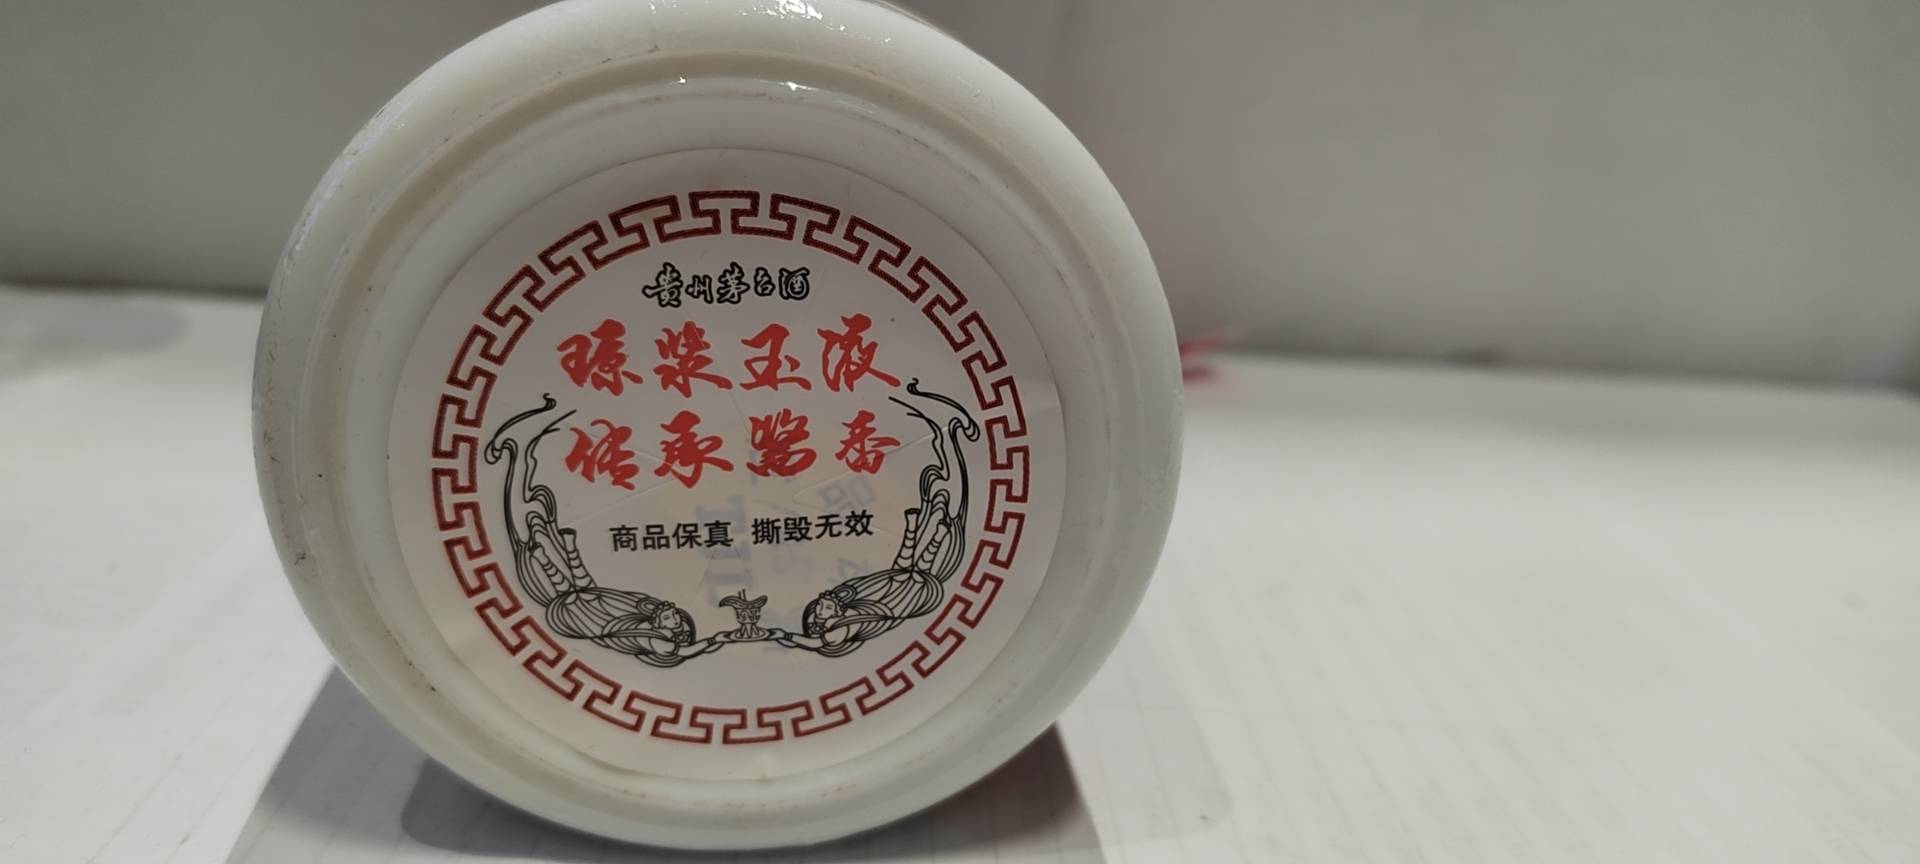 贵州茅台酒
琼浆玉液
传承酱香
商品保真 撕毁无效